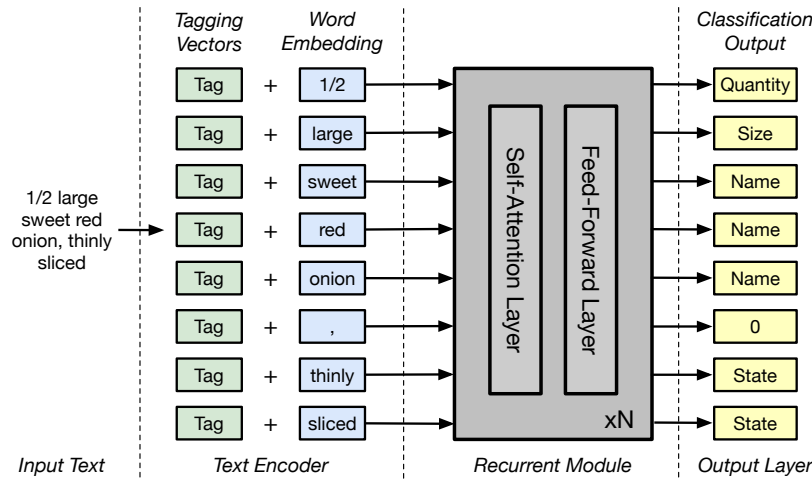 Tagging
Vectors
Word
Embedding
Classification
Output
Tag + 1/2
Quantity
Tag + large
Size
Tag + sweet
Name
Tag + red
Name
Tag + onion
Name
Tag + ,
0
Tag + thinly
State
Tag + sliced
State
1/2 large
sweet red
onion, thinly
sliced
Self-Attention Layer
Feed-Forward Layer
xN
Input Text
Text Encoder
Recurrent Module
Output Layer